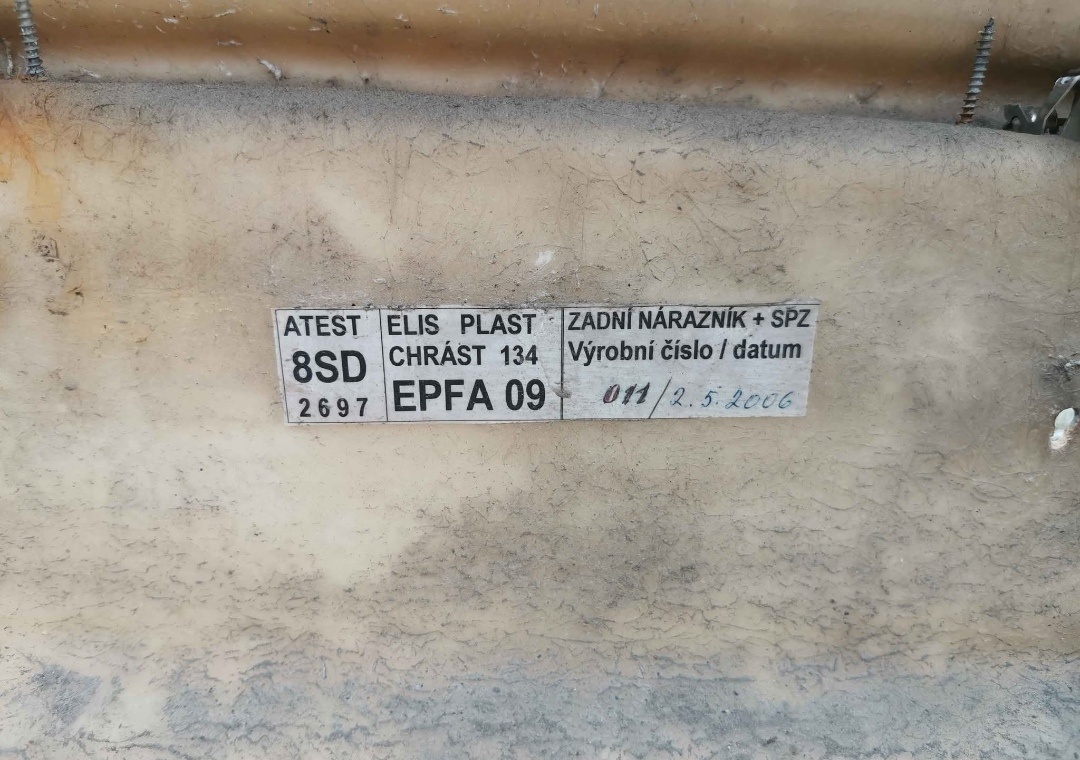 ATEST
8SD
2697
ELIS PLAST
CHRÁST 134
EPFA 09
ZADNÍ NÁRAZNÍK + SPZ
Výrobní číslo / datum
011 / 2.5.2006